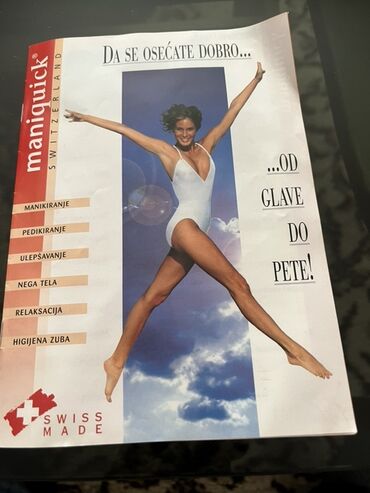 maniquick®
SWITZERLAND
DA SE OSEĆATE DOBRO...
...OD
GLAVE
DO
PETE!
MANIKIRANJE
PEDIKIRANJE
ULEPŠAVANJE
NEGA TELA
RELAKSACIJA
HIGIJENA ZUBA
SWISS
MADE